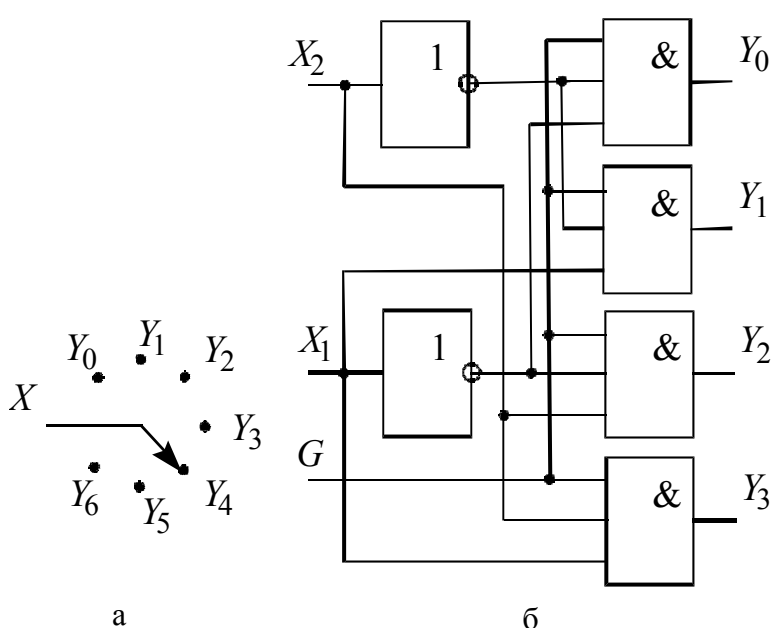 X₂ 1 & Y₀
& Y₁
X₁ 1 & Y₂
G & Y₃
Y₀ Y₁ Y₂
X Y₃
Y₆ Y₅ Y₄
а б